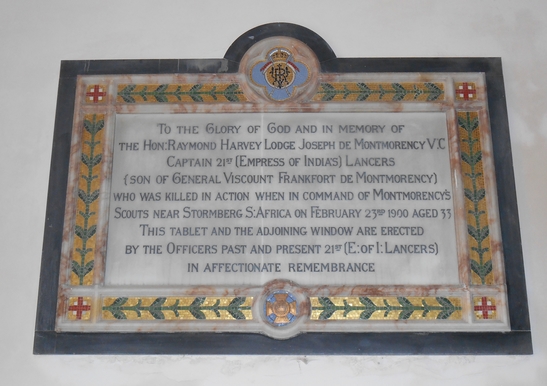 To the Glory of God and in memory of
the Hon: Raymond Harvey Lodge Joseph de Montmorency V.C
Captain 21st (Empress of India's) Lancers
(son of General Viscount Frankfort de Montmorency)
who was killed in action when in command of Montmorency's
Scouts near Stormberg S: Africa on February 23rd 1900 aged 33
This tablet and the adjoining window are erected
by the Officers past and present 21st (E: of I: Lancers)
in affectionate remembrance